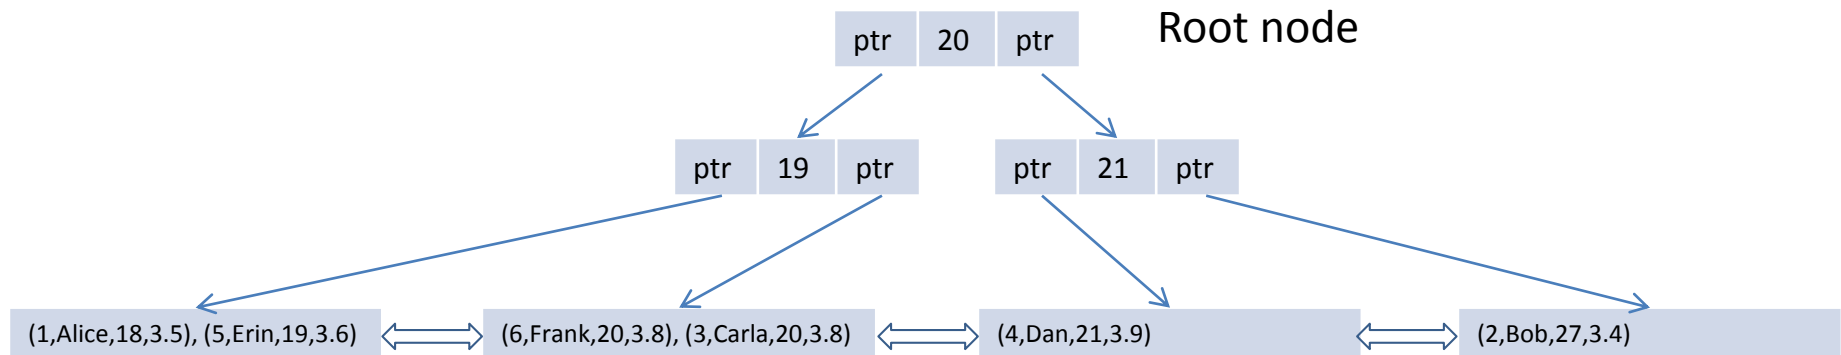 Root node
ptr 20 ptr
ptr 19 ptr
ptr 21 ptr
(1,Alice,18,3.5), (5,Erin,19,3.6)
(6,Frank,20,3.8), (3,Carla,20,3.8)
(4,Dan,21,3.9)
(2,Bob,27,3.4)